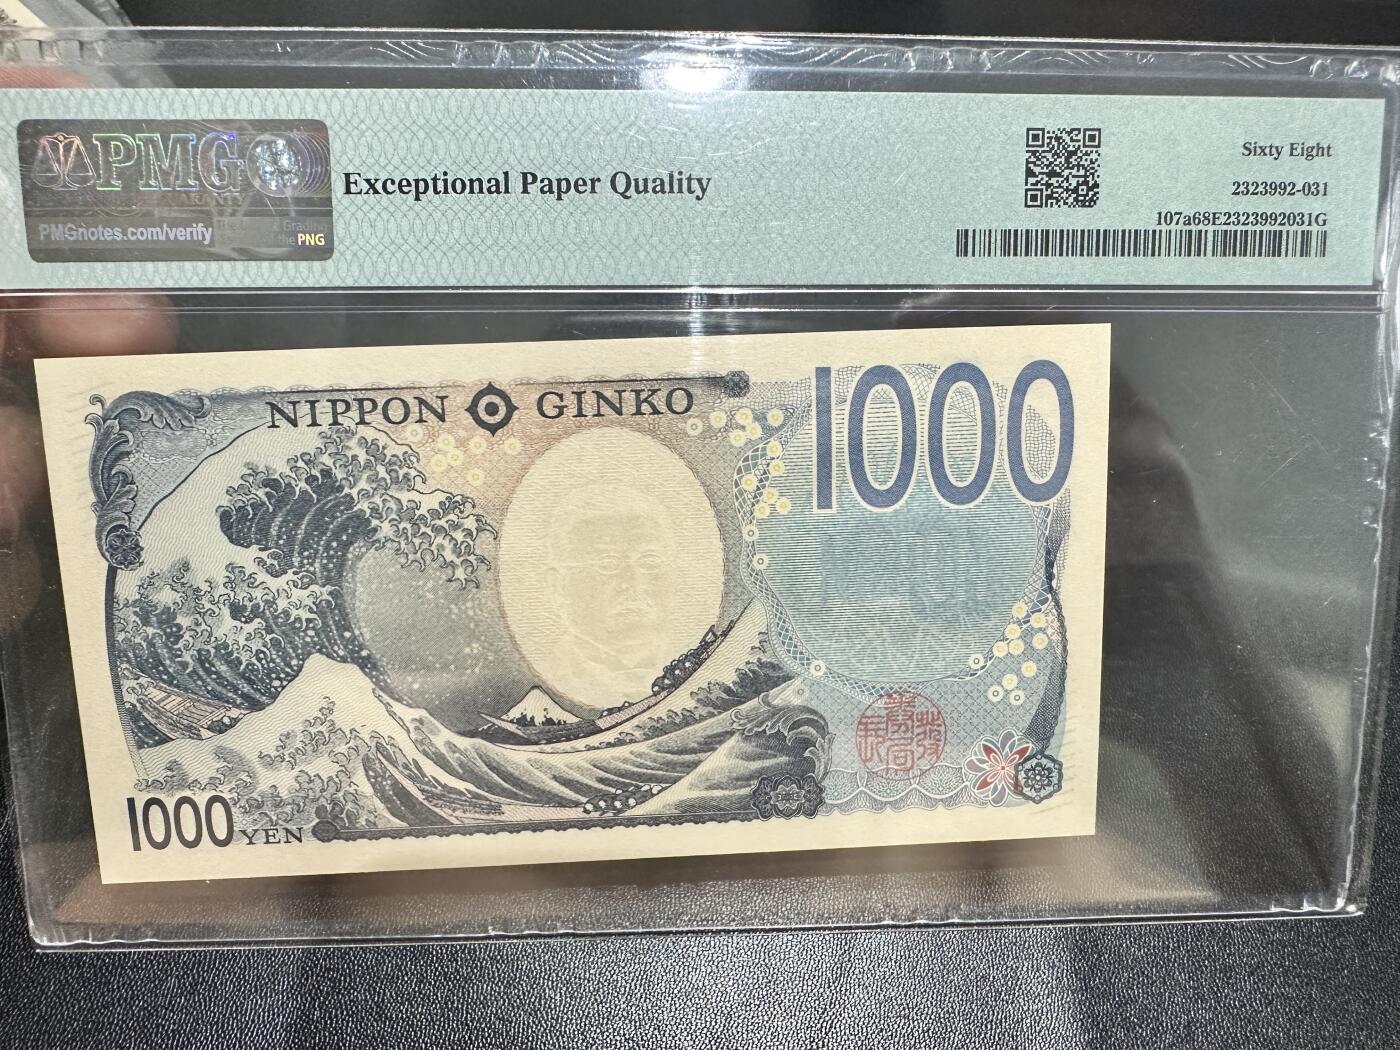 PMG
PMGnotes.com/verify
PNG
Exceptional Paper Quality
Sixty Eight
2323992-031
107a68E2323992031G
NIPPON GINKO
1000
1000 YEN